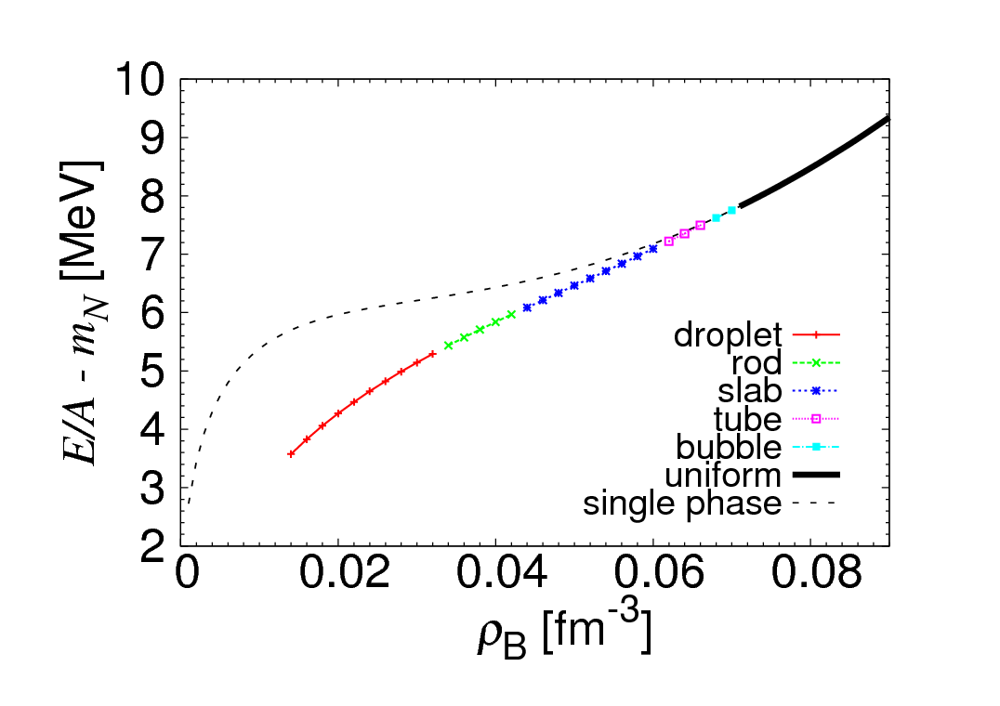 10
9
8
7
6
5
4
3
2
E/A - m_N [MeV]
droplet
rod
slab
tube
bubble
uniform
single phase
0 0.02 0.04 0.06 0.08
ρ_B [fm^-3]